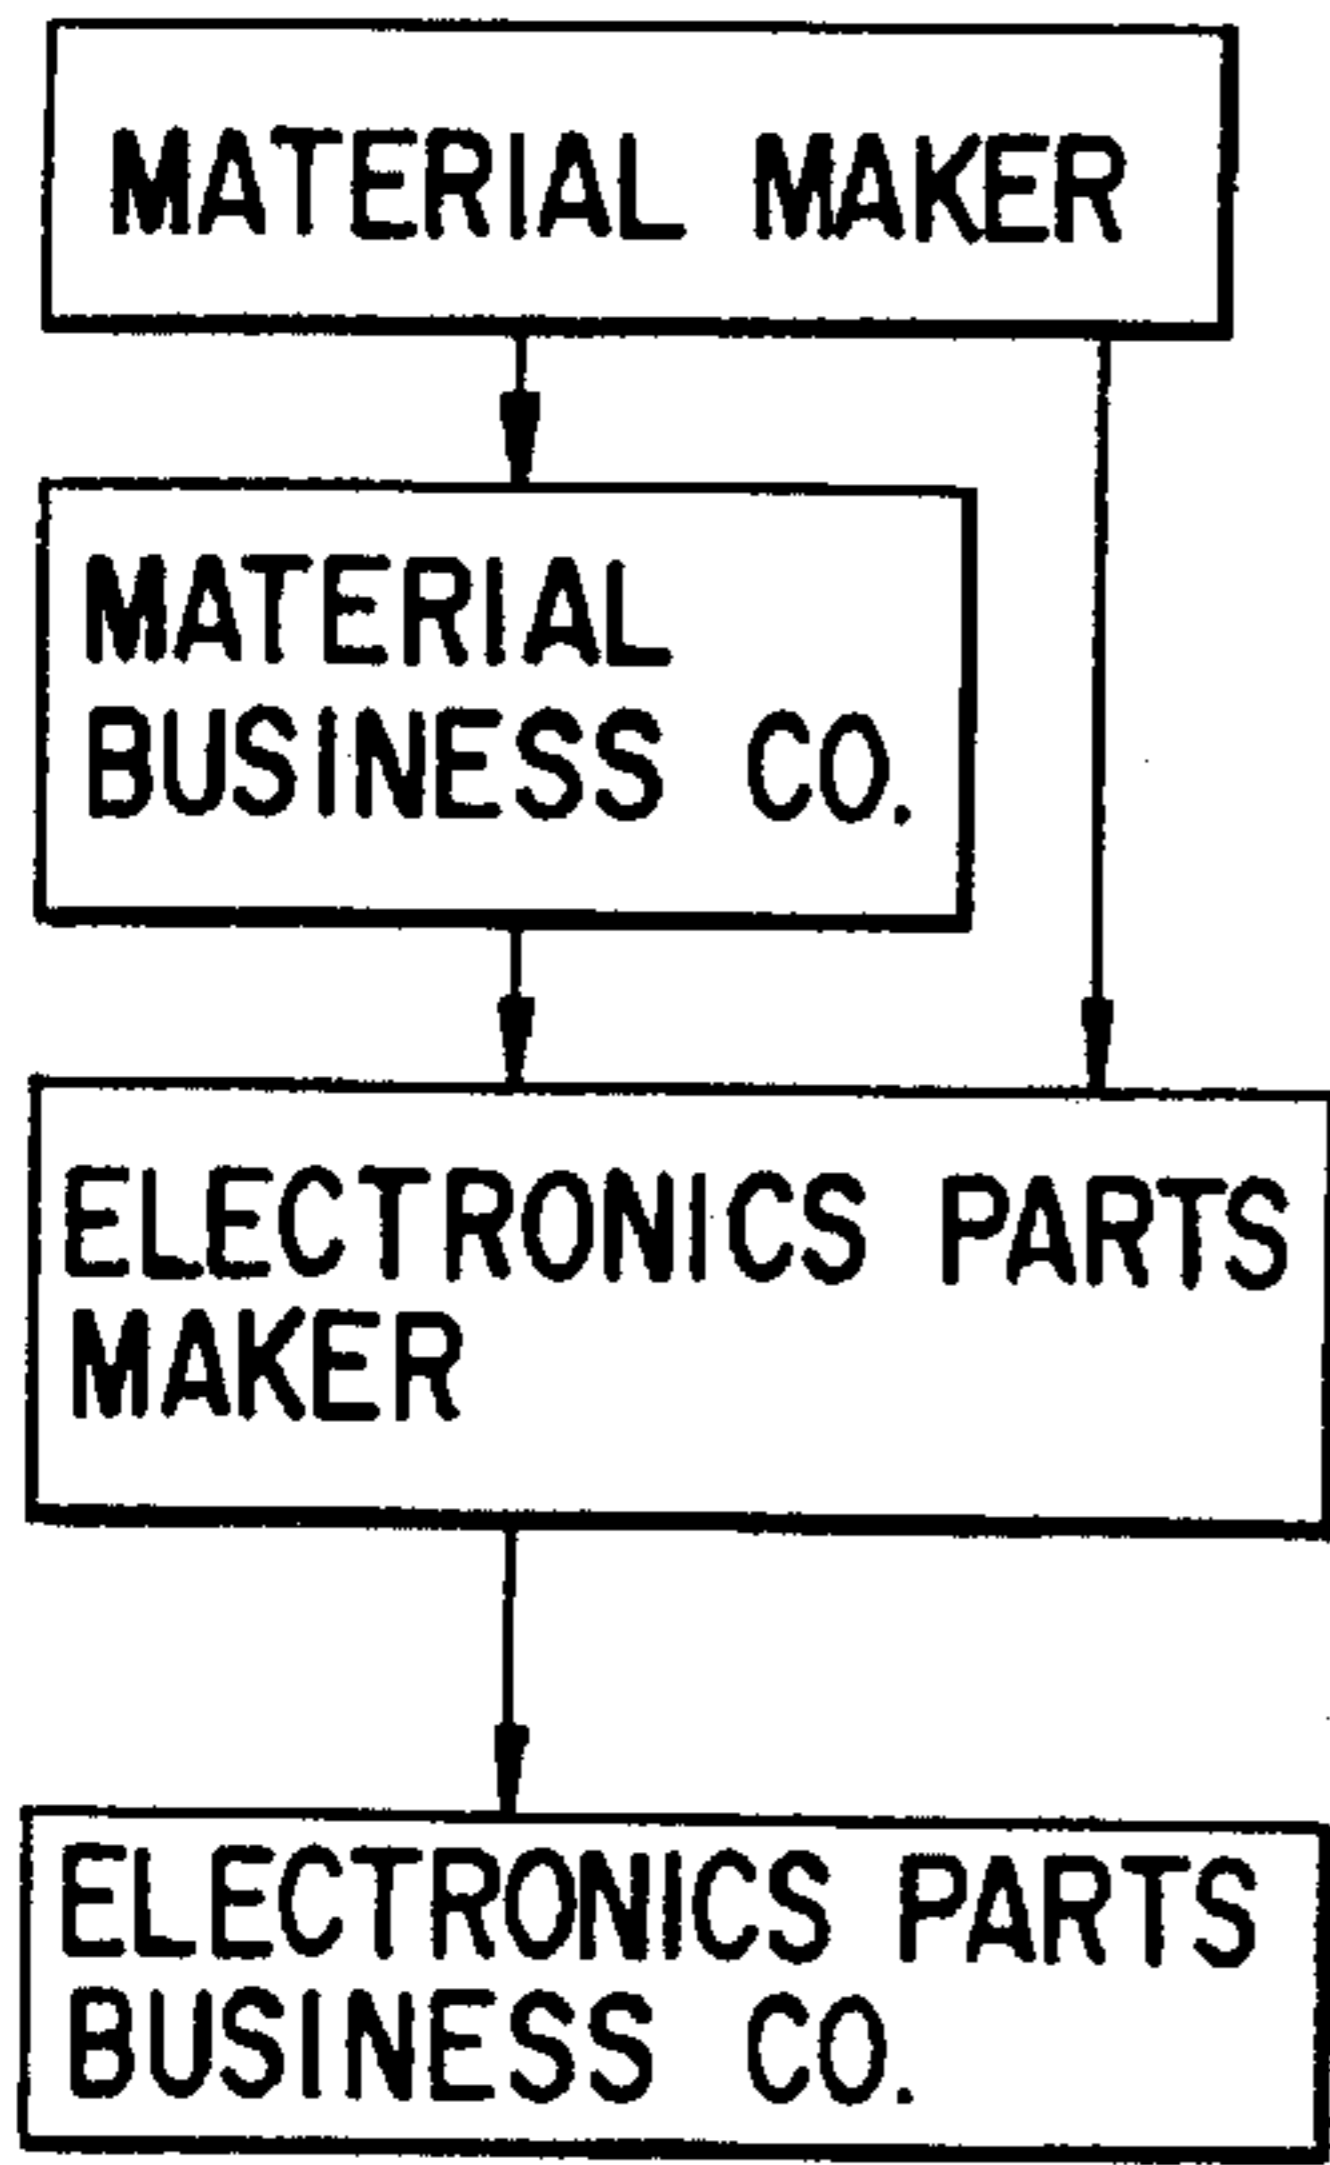 MATERIAL MAKER
MATERIAL
BUSINESS CO.
ELECTRONICS PARTS
MAKER
ELECTRONICS PARTS
BUSINESS CO.